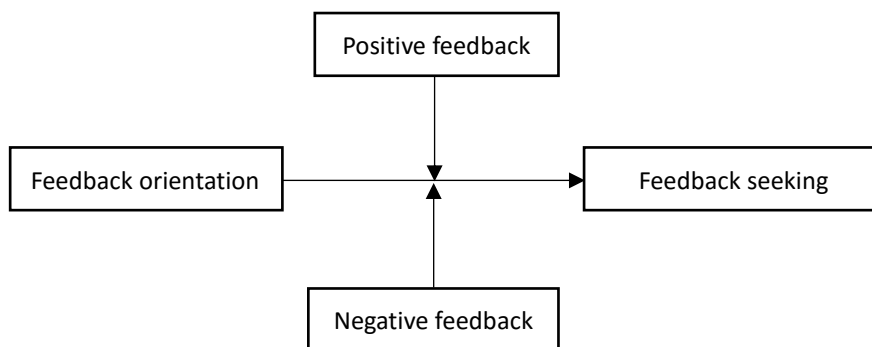 Positive feedback
Feedback orientation
Feedback seeking
Negative feedback